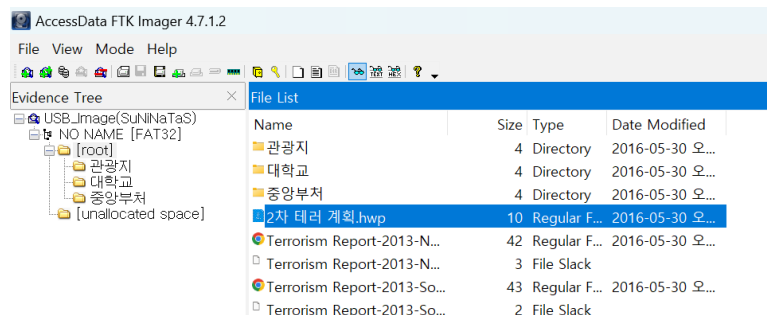 AccessData FTK Imager 4.7.1.2
File View Mode Help
Evidence Tree
File List
USB_Image(SuNiNaTaS)
NO NAME [FAT32]
[root]
관광지
대학교
중앙부처
[unallocated space]
Name Size Type Date Modified
관광지 4 Directory 2016-05-30 오...
대학교 4 Directory 2016-05-30 오...
중앙부처 4 Directory 2016-05-30 오...
2차 테러 계획.hwp 10 Regular F... 2016-05-30 오...
Terrorism Report-2013-N... 42 Regular F... 2016-05-30 오...
Terrorism Report-2013-N... 3 File Slack
Terrorism Report-2013-So... 43 Regular F... 2016-05-30 오...
Terrorism Report-2013-So... 2 File Slack